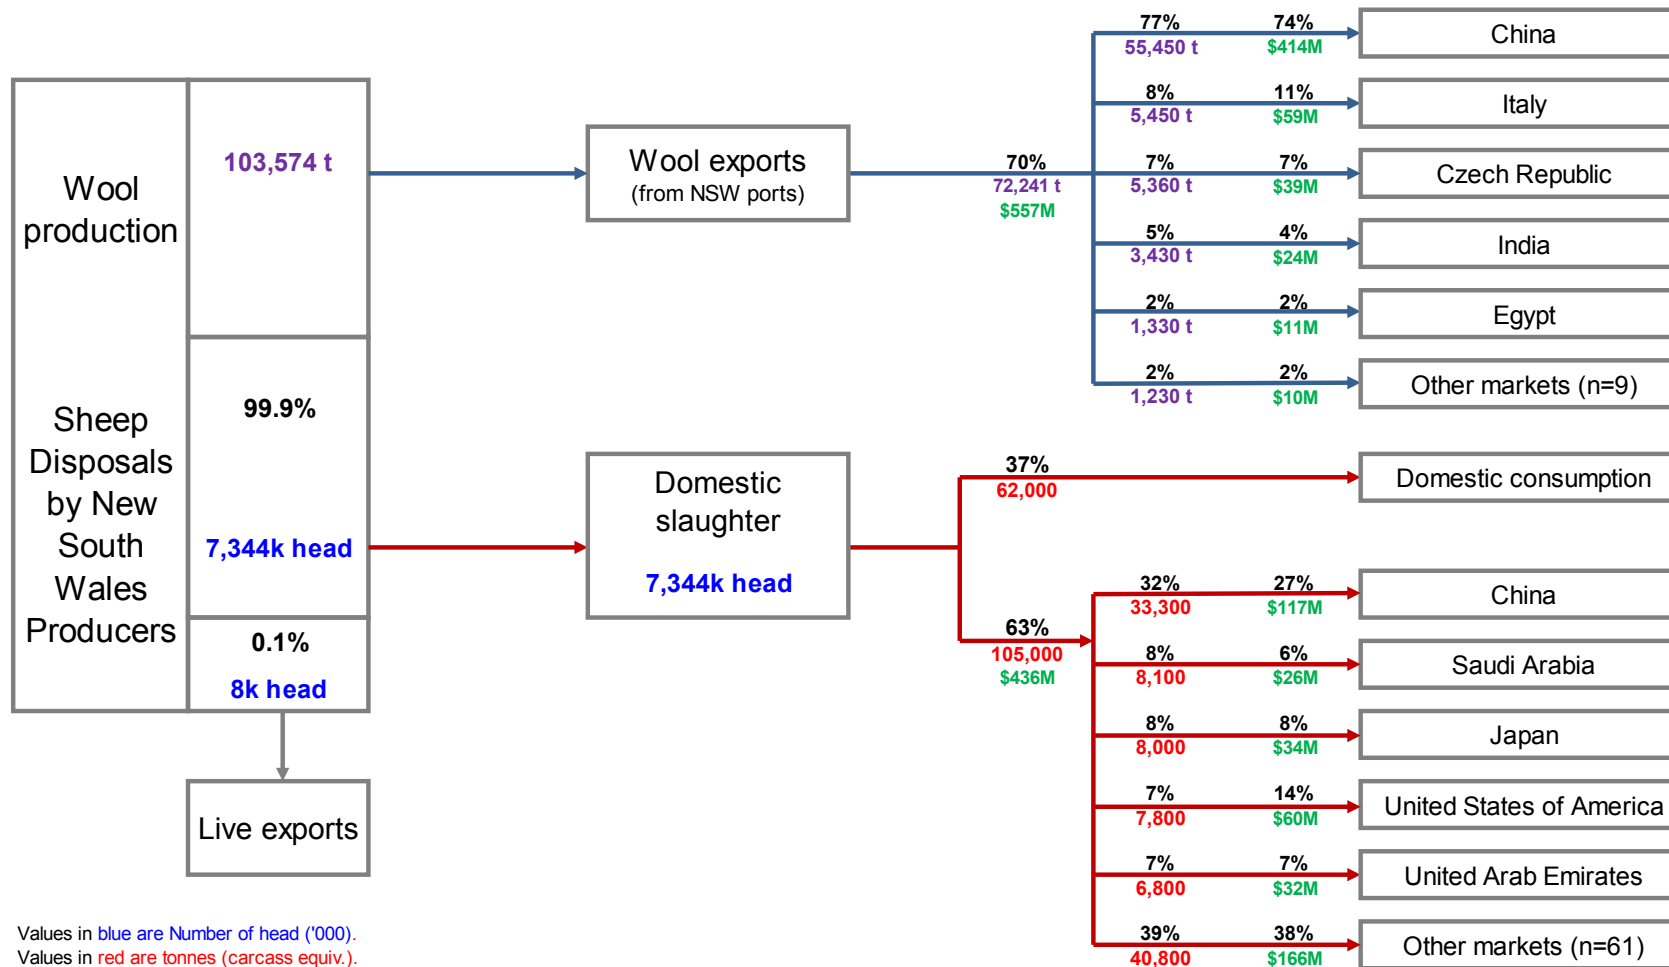 Wool
production
103,574 t
Wool exports
(from NSW ports)
70%
72,241 t
$557M
77% 74%
55,450 t $414M
China
8% 11%
5,450 t $59M
Italy
7% 7%
5,360 t $39M
Czech Republic
5% 4%
3,430 t $24M
India
2% 2%
1,330 t $11M
Egypt
2% 2%
1,230 t $10M
Other markets (n=9)
Sheep
Disposals
by New
South
Wales
Producers
99.9%
7,344k head
Domestic
slaughter
7,344k head
37%
62,000
Domestic consumption
63%
105,000
$436M
32% 27%
33,300 $117M
China
8% 6%
8,100 $26M
Saudi Arabia
8% 8%
8,000 $34M
Japan
7% 14%
7,800 $60M
United States of America
7% 7%
6,800 $32M
United Arab Emirates
39% 38%
40,800 $166M
Other markets (n=61)
0.1%
8k head
Live exports
Values in blue are Number of head ('000).
Values in red are tonnes (carcass equiv.).